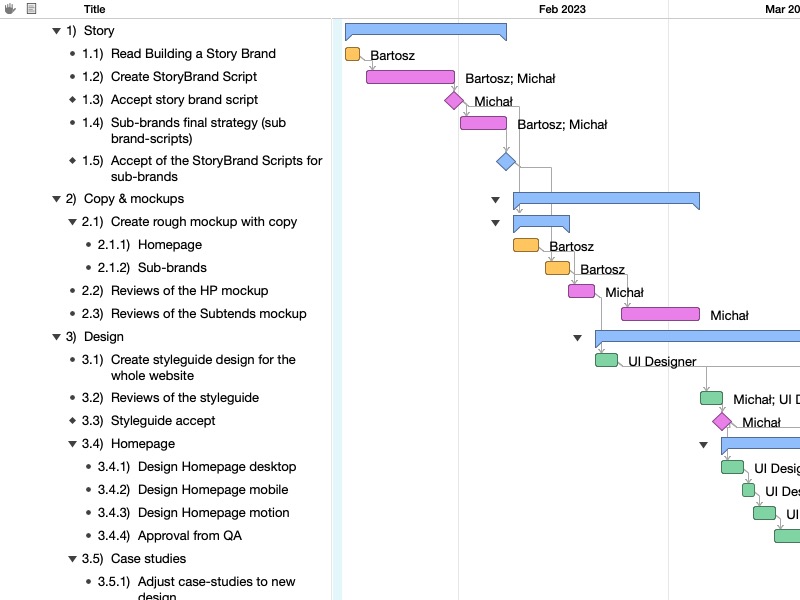 Title
Feb 2023
Mar 20
1) Story
1.1) Read Building a Story Brand
Bartosz
1.2) Create StoryBrand Script
Bartosz; Michał
1.3) Accept story brand script
Michał
1.4) Sub-brands final strategy (sub
brand-scripts)
Bartosz; Michał
1.5) Accept of the StoryBrand Scripts for
sub-brands
2) Copy & mockups
2.1) Create rough mockup with copy
2.1.1) Homepage
Bartosz
2.1.2) Sub-brands
Bartosz
2.2) Reviews of the HP mockup
Michał
2.3) Reviews of the Subtends mockup
Michał
3) Design
3.1) Create styleguide design for the
whole website
UI Designer
3.2) Reviews of the styleguide
Michał; UI D
3.3) Styleguide accept
Michał
3.4) Homepage
3.4.1) Design Homepage desktop
UI Desig
3.4.2) Design Homepage mobile
UI Des
3.4.3) Design Homepage motion
UI
3.4.4) Approval from QA
3.5) Case studies
3.5.1) Adjust case-studies to new
design